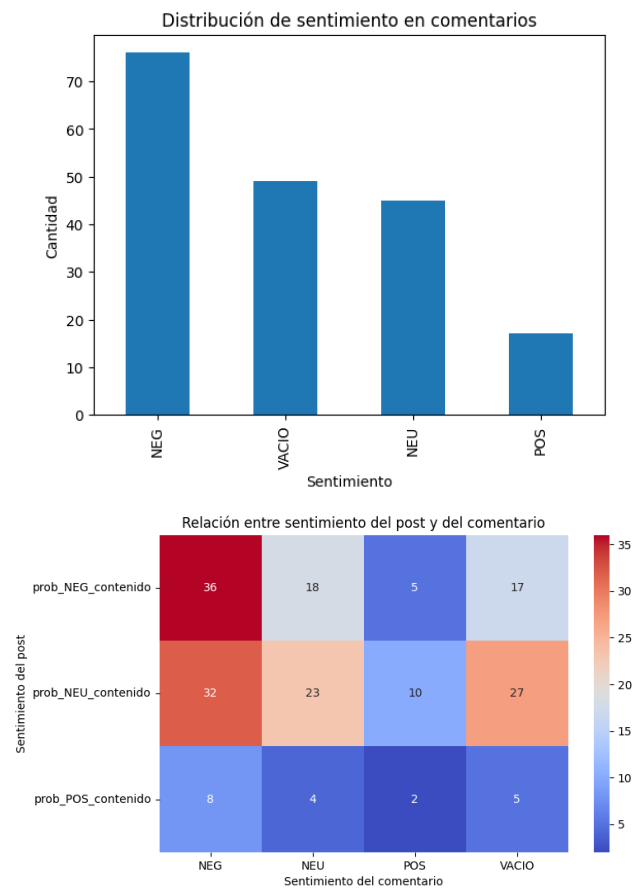 Distribución de sentimiento en comentarios
70
60
50
40
30
20
10
0
Cantidad
NEG
VACIO
NEU
POS
Sentimiento
Relación entre sentimiento del post y del comentario
prob_NEG_contenido
36 18 5 17
prob_NEU_contenido
32 23 10 27
prob_POS_contenido
8 4 2 5
Sentimiento del post
NEG NEU POS VACIO
Sentimiento del comentario
35
30
25
20
15
10
5